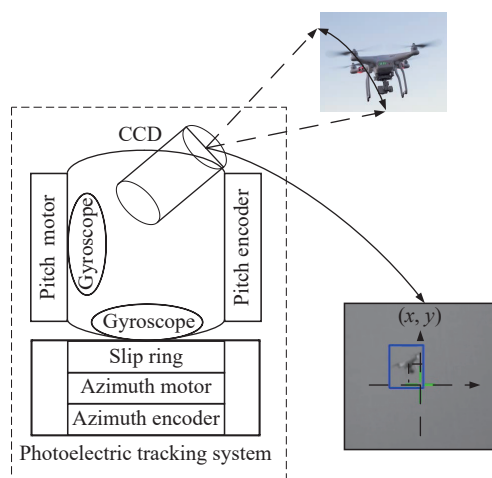 CCD
Pitch motor
Gyroscope
Pitch encoder
Gyroscope
Slip ring
Azimuth motor
Azimuth encoder
Photoelectric tracking system
(x, y)